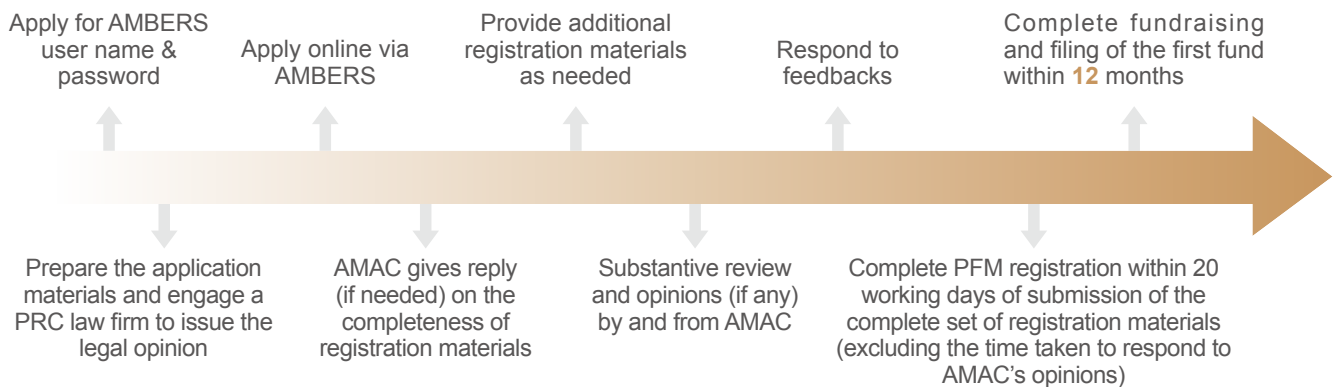 Apply for AMBERS
user name &
password
Apply online via
AMBERS
Provide additional
registration materials
as needed
Respond to
feedbacks
Complete fundraising
and filing of the first fund
within 12 months
Prepare the application
materials and engage a
PRC law firm to issue the
legal opinion
AMAC gives reply
(if needed) on the
completeness of
registration materials
Substantive review
and opinions (if any)
by and from AMAC
Complete PFM registration within 20
working days of submission of the
complete set of registration materials
(excluding the time taken to respond to
AMAC's opinions)